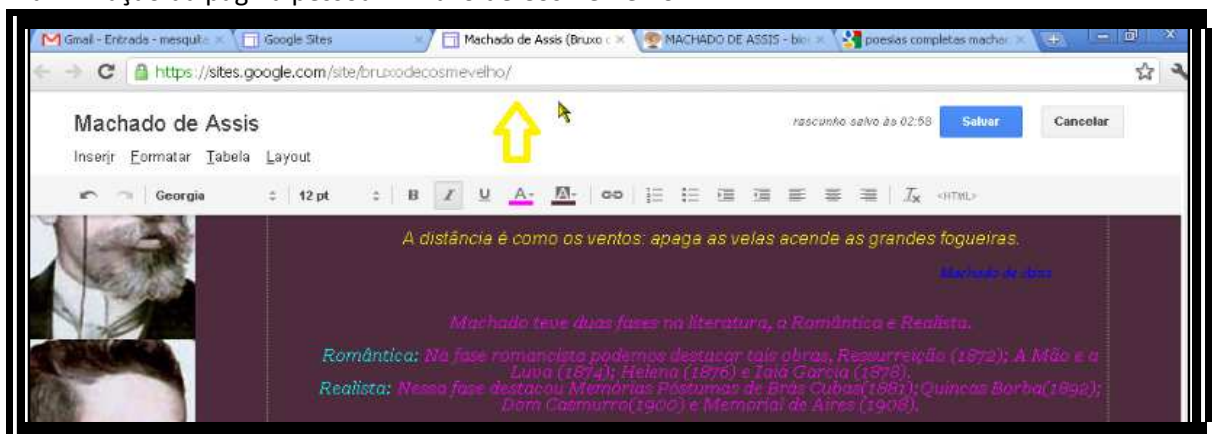 Gmail - Entrada - mesquita
Google Sites
Machado de Assis (Bruxo c
MACHADO DE ASSIS - bio
poesias completas macha
https://sites.google.com/site/bruxodecosmevelho/
Machado de Assis
rascunho salvo às 02:58
Salvar
Cancelar
Inserir Formatar Tabela Layout
Georgia 12 pt B I U A A <HTML>
A distância é como os ventos: apaga as velas acende as grandes fogueiras.
Machado de Assis
Machado teve duas fases na literatura, a Romântica e Realista.
Romântica: Na fase romancista podemos destacar tais obras, Ressurreição (1872); A Mão e a
Luva (1874); Helena (1876) e Iaiá Garcia (1878).
Realista: Nessa fase destacou Memórias Póstumas de Brás Cubas(1881);Quincas Borba(1892);
Dom Casmurro(1900) e Memorial de Aires (1908).